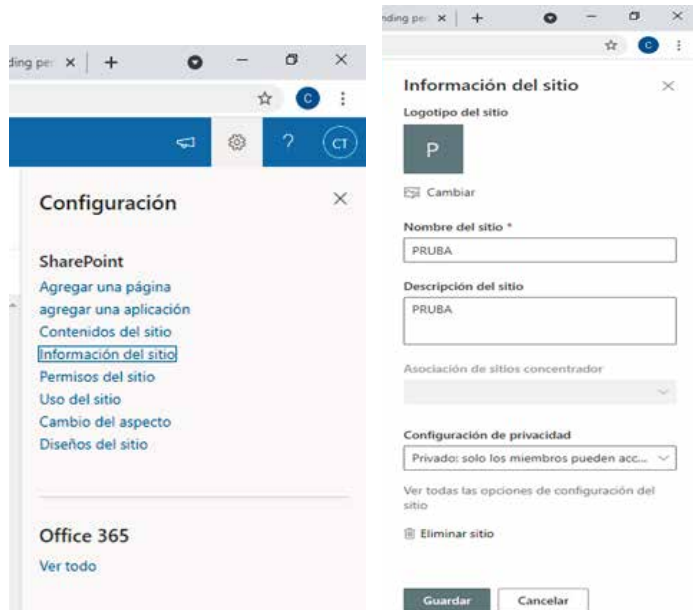 ding per
CT
Configuración
SharePoint
Agregar una página
agregar una aplicación
Contenidos del sitio
Información del sitio
Permisos del sitio
Uso del sitio
Cambio del aspecto
Diseños del sitio
Office 365
Ver todo
nding pe
C
Información del sitio
Logotipo del sitio
P
Cambiar
Nombre del sitio *
PRUBA
Descripción del sitio
PRUBA
Asociación de sitios concentrador
Configuración de privacidad
Privado: solo los miembros pueden acc...
Ver todas las opciones de configuración del
sitio
Eliminar sitio
Guardar Cancelar